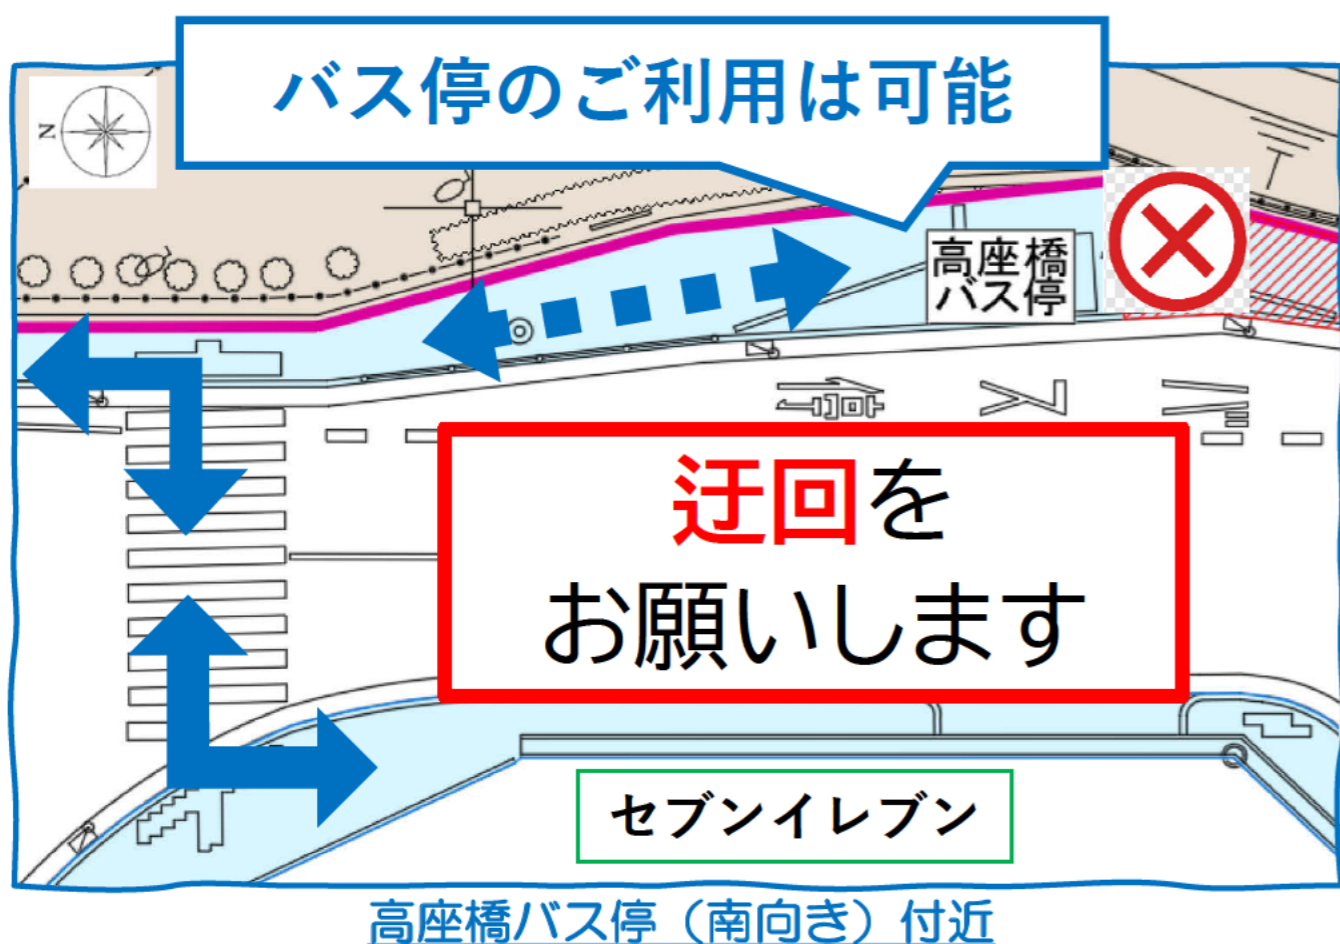 バス停のご利用は可能
N
高座橋
バス停
迂回を
お願いします
セブンイレブン
高座橋バス停(南向き)付近